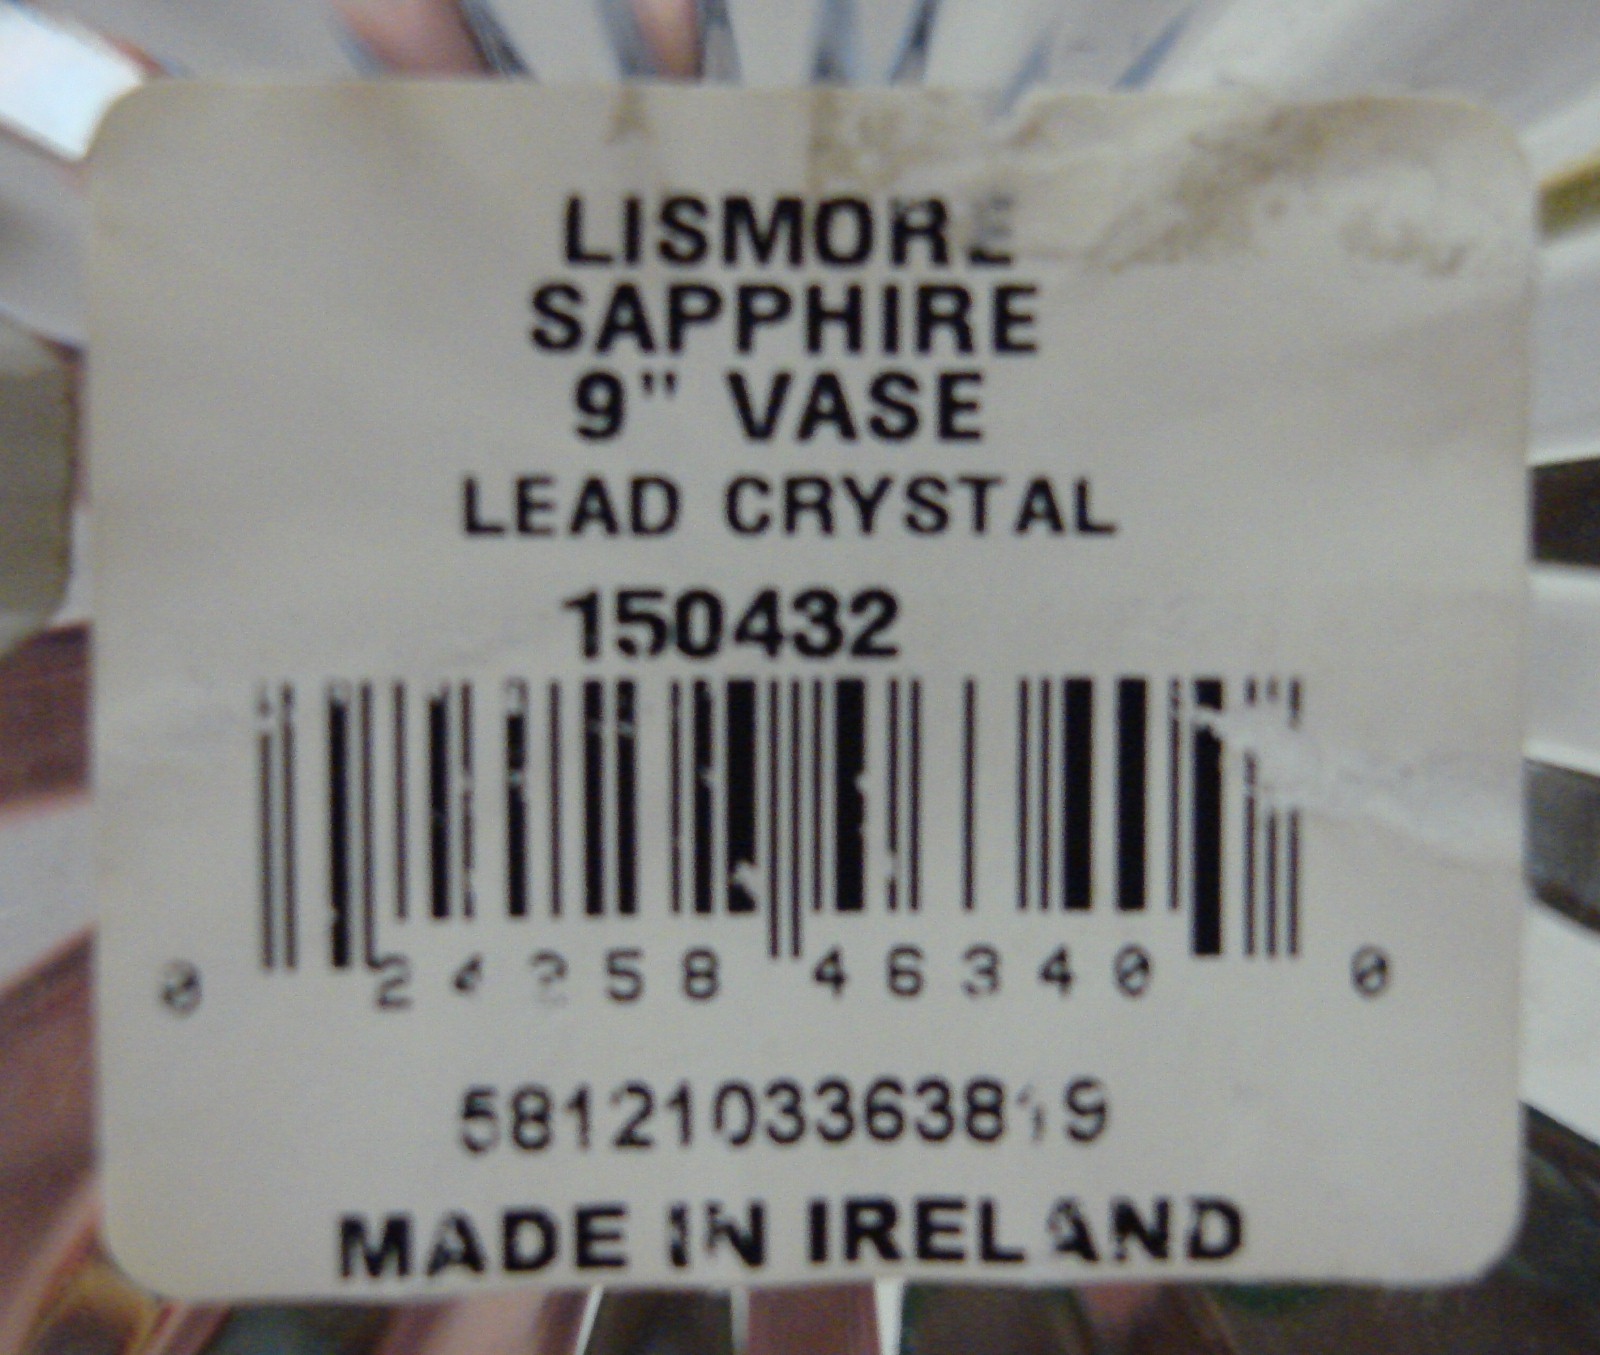 LISMORE
SAPPHIRE
9" VASE
LEAD CRYSTAL
150432
0 24258 46340 0
5812103363819
MADE IN IRELAND